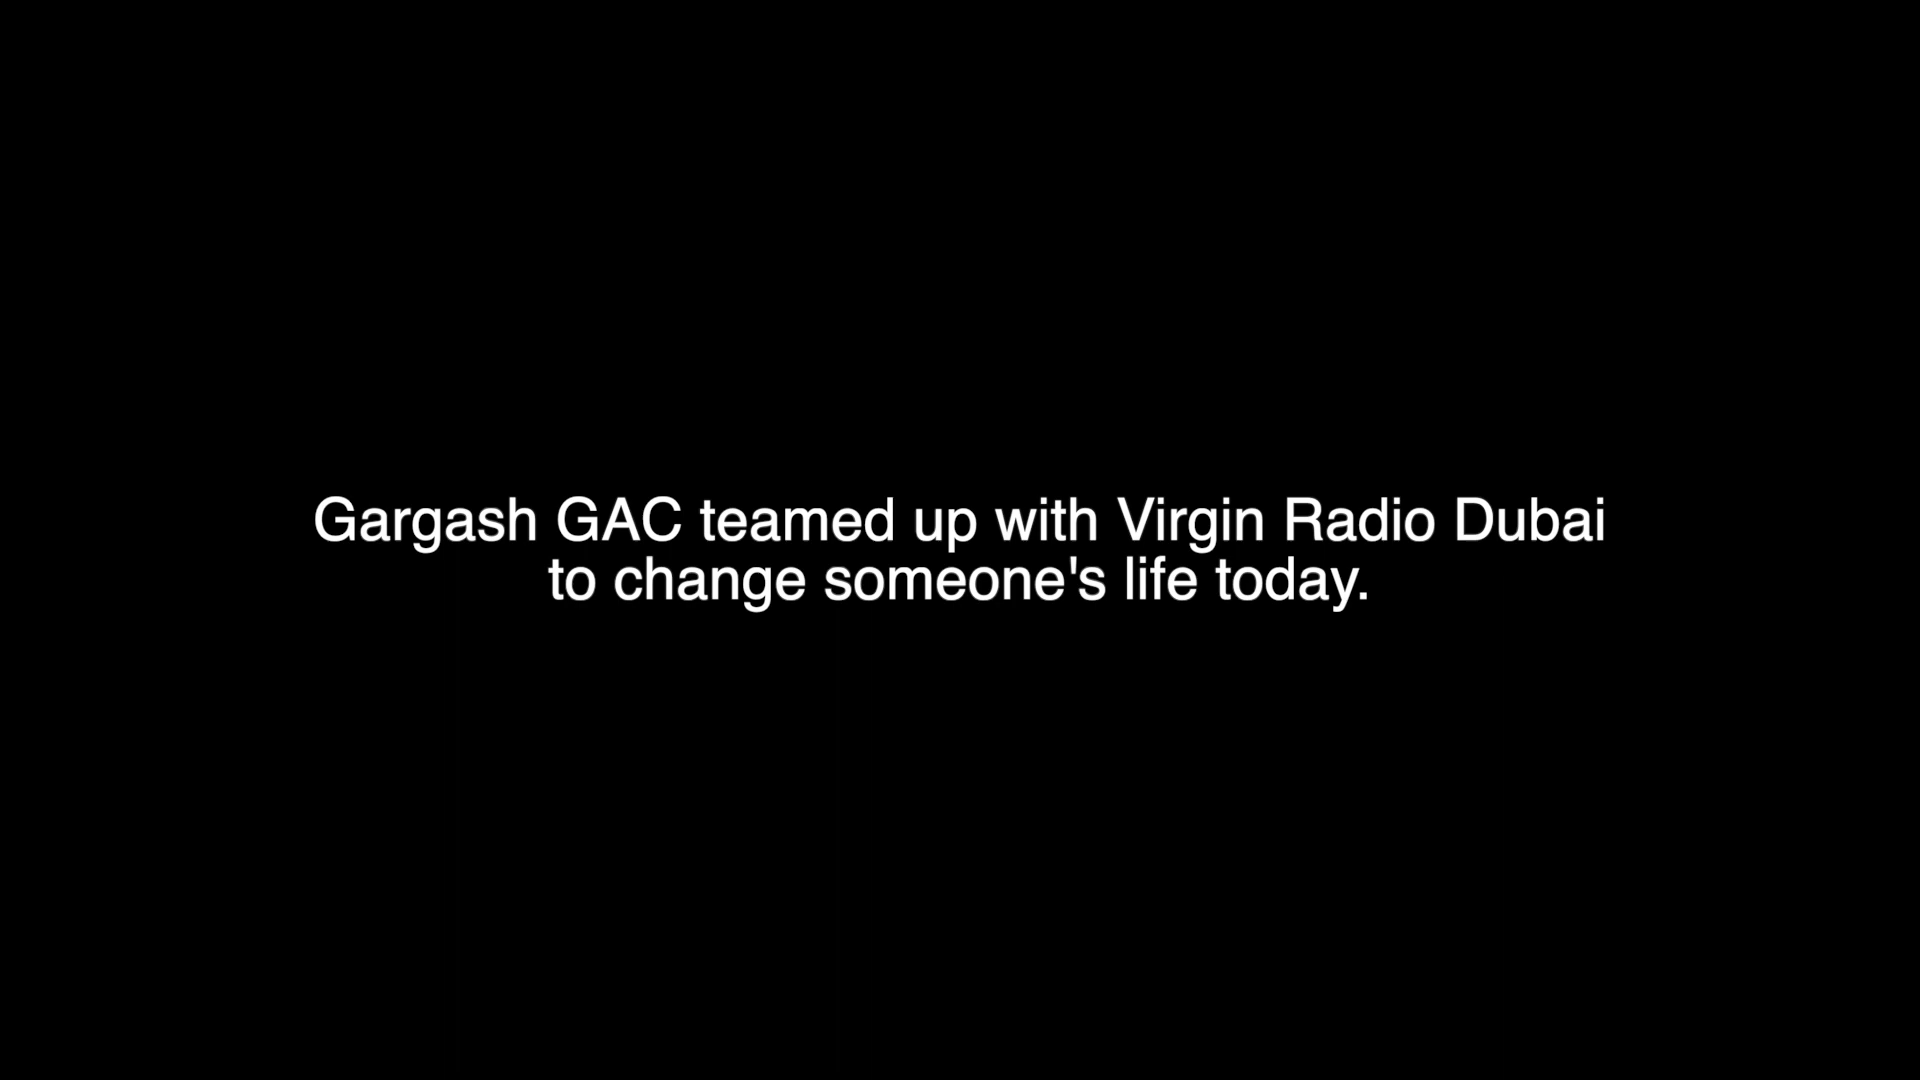 Gargash GAC teamed up with Virgin Radio Dubai
to change someone's life today.